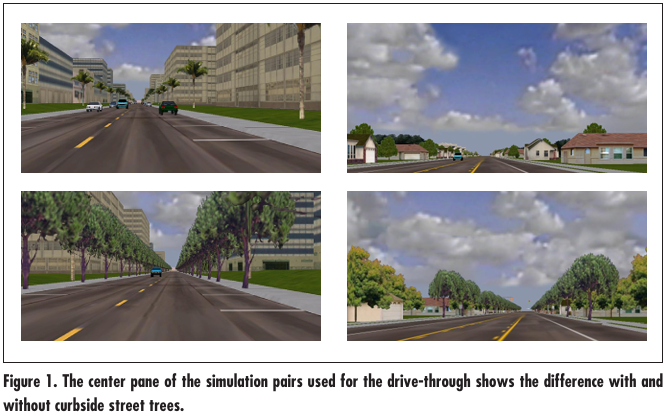 Figure 1. The center pane of the simulation pairs used for the drive-through shows the difference with and
without curbside street trees.